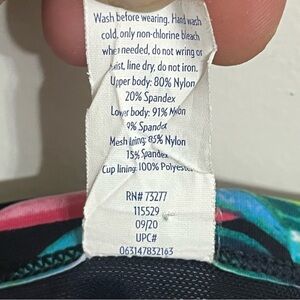 Wash before wearing. Hand wash
cold, only non-chlorine bleach
when needed, do not wring or
twist, line dry, do not iron.
Upper body: 80% Nylon
20% Spandex
Lower body: 91% Nylon
9% Spandex
Mesh lining: 85% Nylon
15% Spandex
Cup lining: 100% Polyester
RN# 73277
115529
09/20
UPC#
063147832163